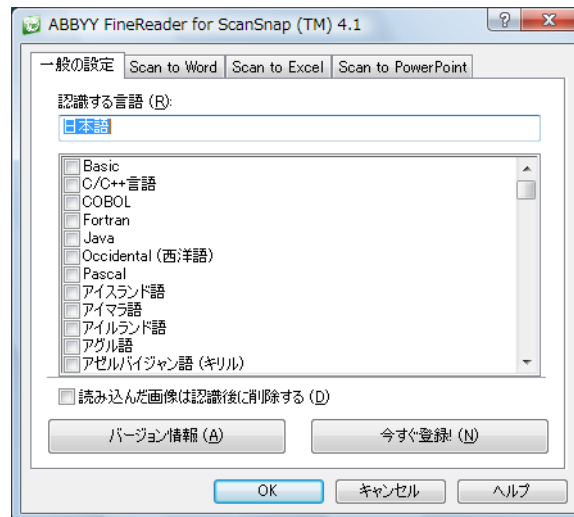 ABBYY FineReader for ScanSnap (TM) 4.1
一般の設定 Scan to Word Scan to Excel Scan to PowerPoint
認識する言語 (R):
日本語
Basic
C/C++言語
COBOL
Fortran
Java
Occidental (西洋語)
Pascal
アイスランド語
アイマラ語
アイルランド語
アグル語
アゼルバイジャン語 (キリル)
読み込んだ画像は認識後に削除する (D)
バージョン情報 (A) 今すぐ登録! (N)
OK キャンセル ヘルプ